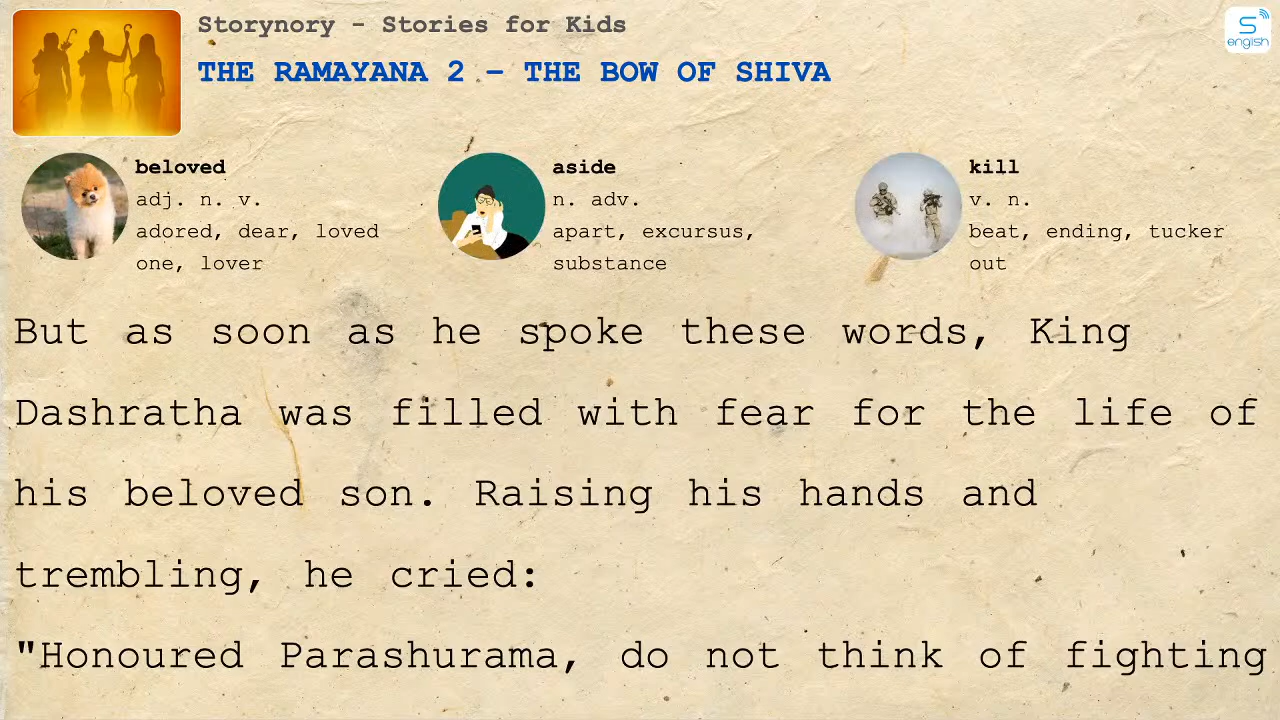 Storynory - Stories for Kids
THE RAMAYANA 2 – THE BOW OF SHIVA
S
english
beloved
adj. n. v.
adored, dear, loved
one, lover
aside
n. adv.
apart, excursus,
substance
kill
v. n.
beat, ending, tucker
out
But as soon as he spoke these words, King
Dashratha was filled with fear for the life of
his beloved son. Raising his hands and
trembling, he cried:
"Honoured Parashurama, do not think of fighting